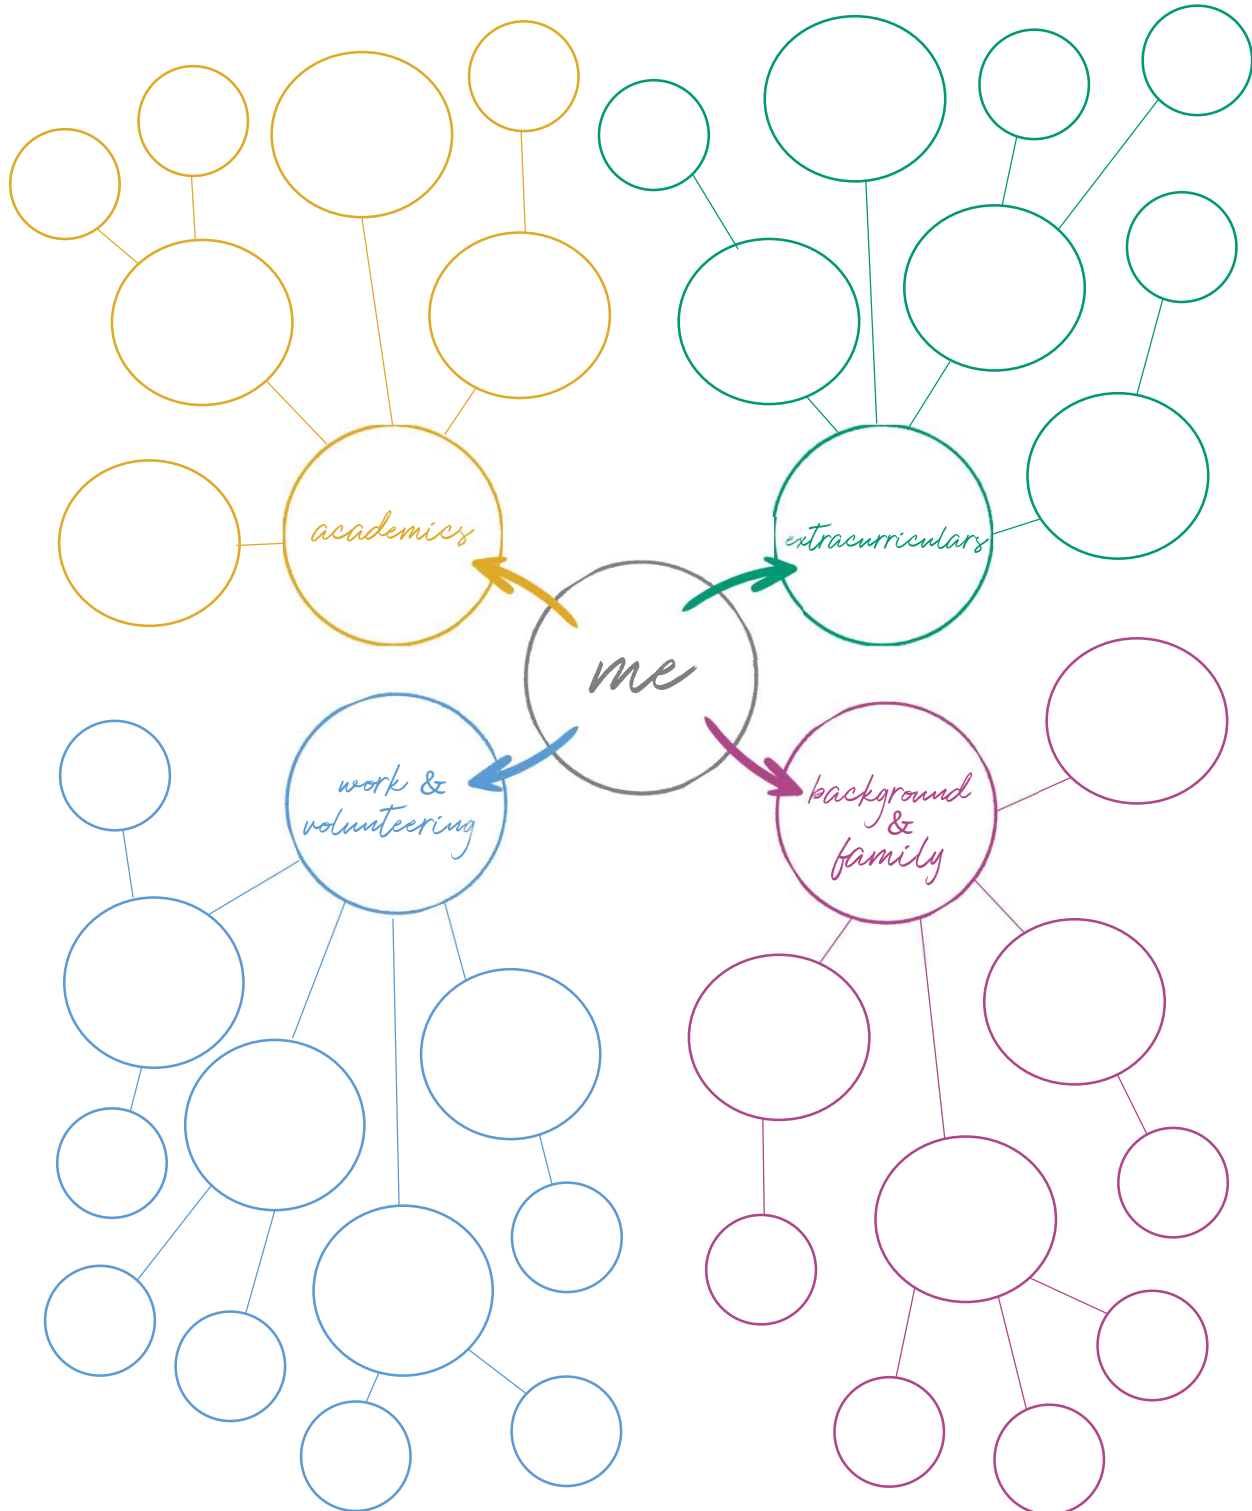 academics
extracurriculars
me
work &
volunteering
background
&
family